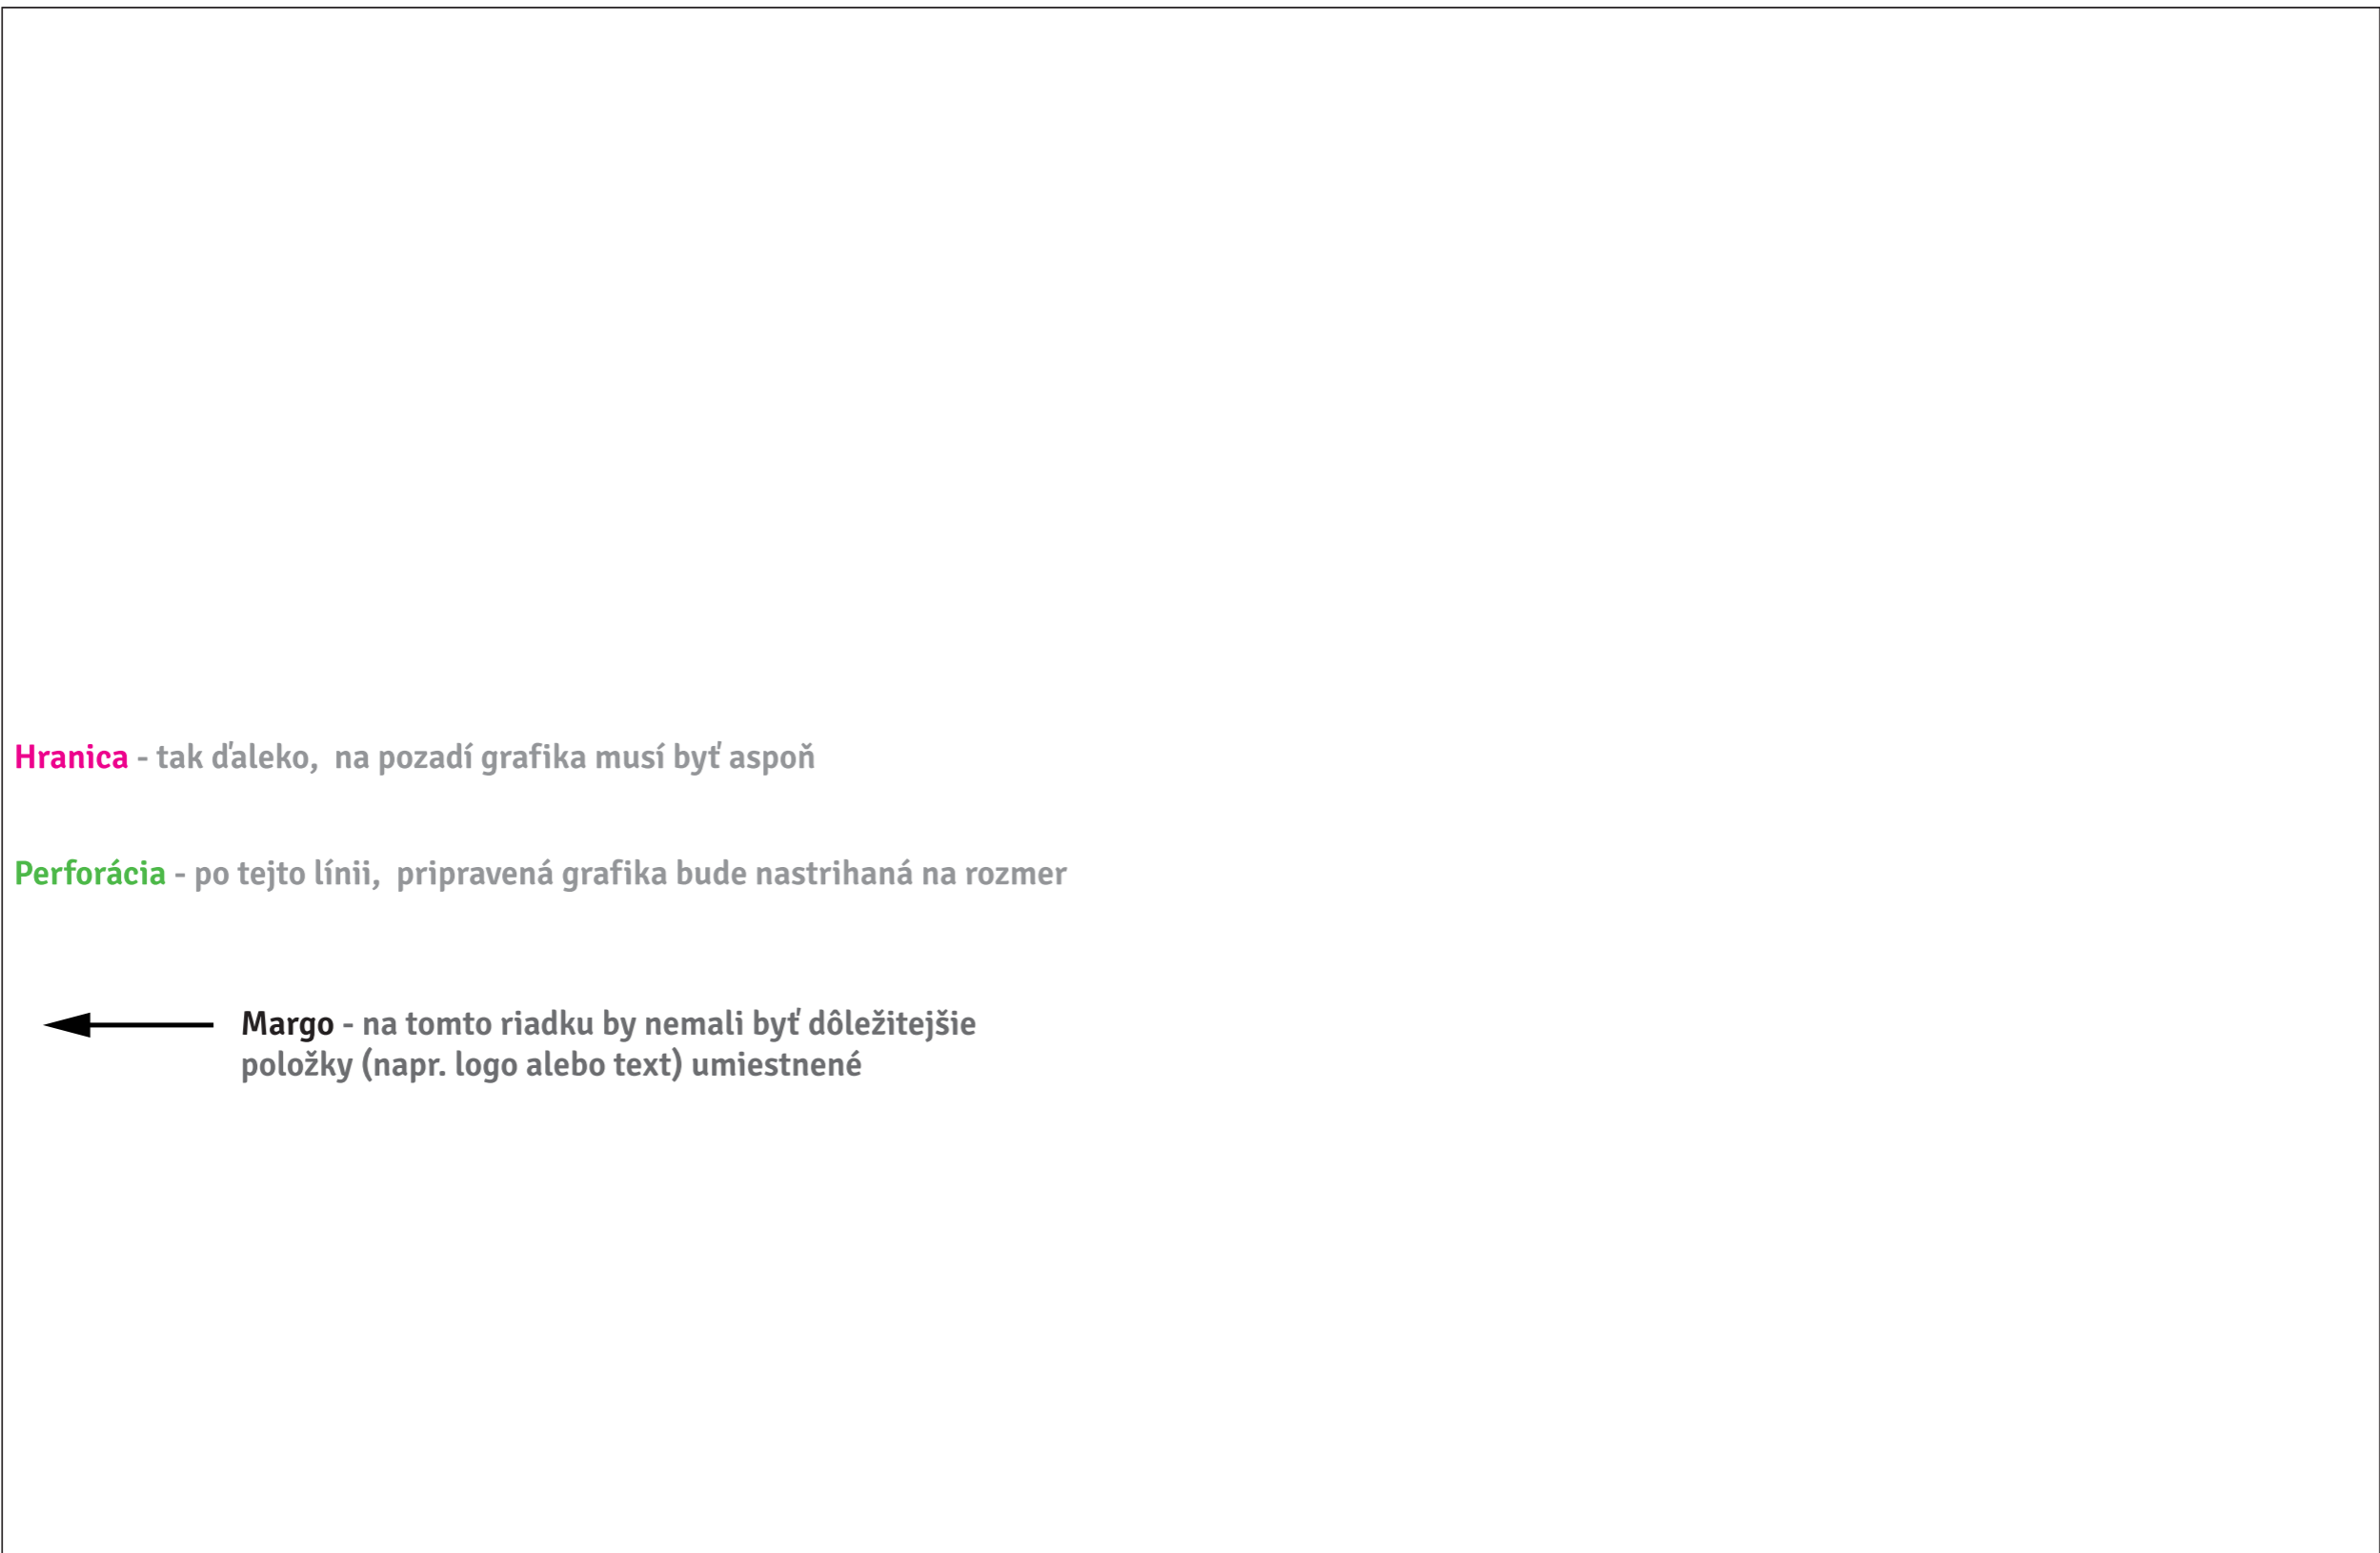 Hranica - tak ďaleko,  na pozadí grafika musí byť aspoň
Perforácia - po tejto línii,  pripravená grafika bude nastrihaná na rozmer
Margo - na tomto riadku by nemali byť dôležitejšie
položky (napr. logo alebo text) umiestnené